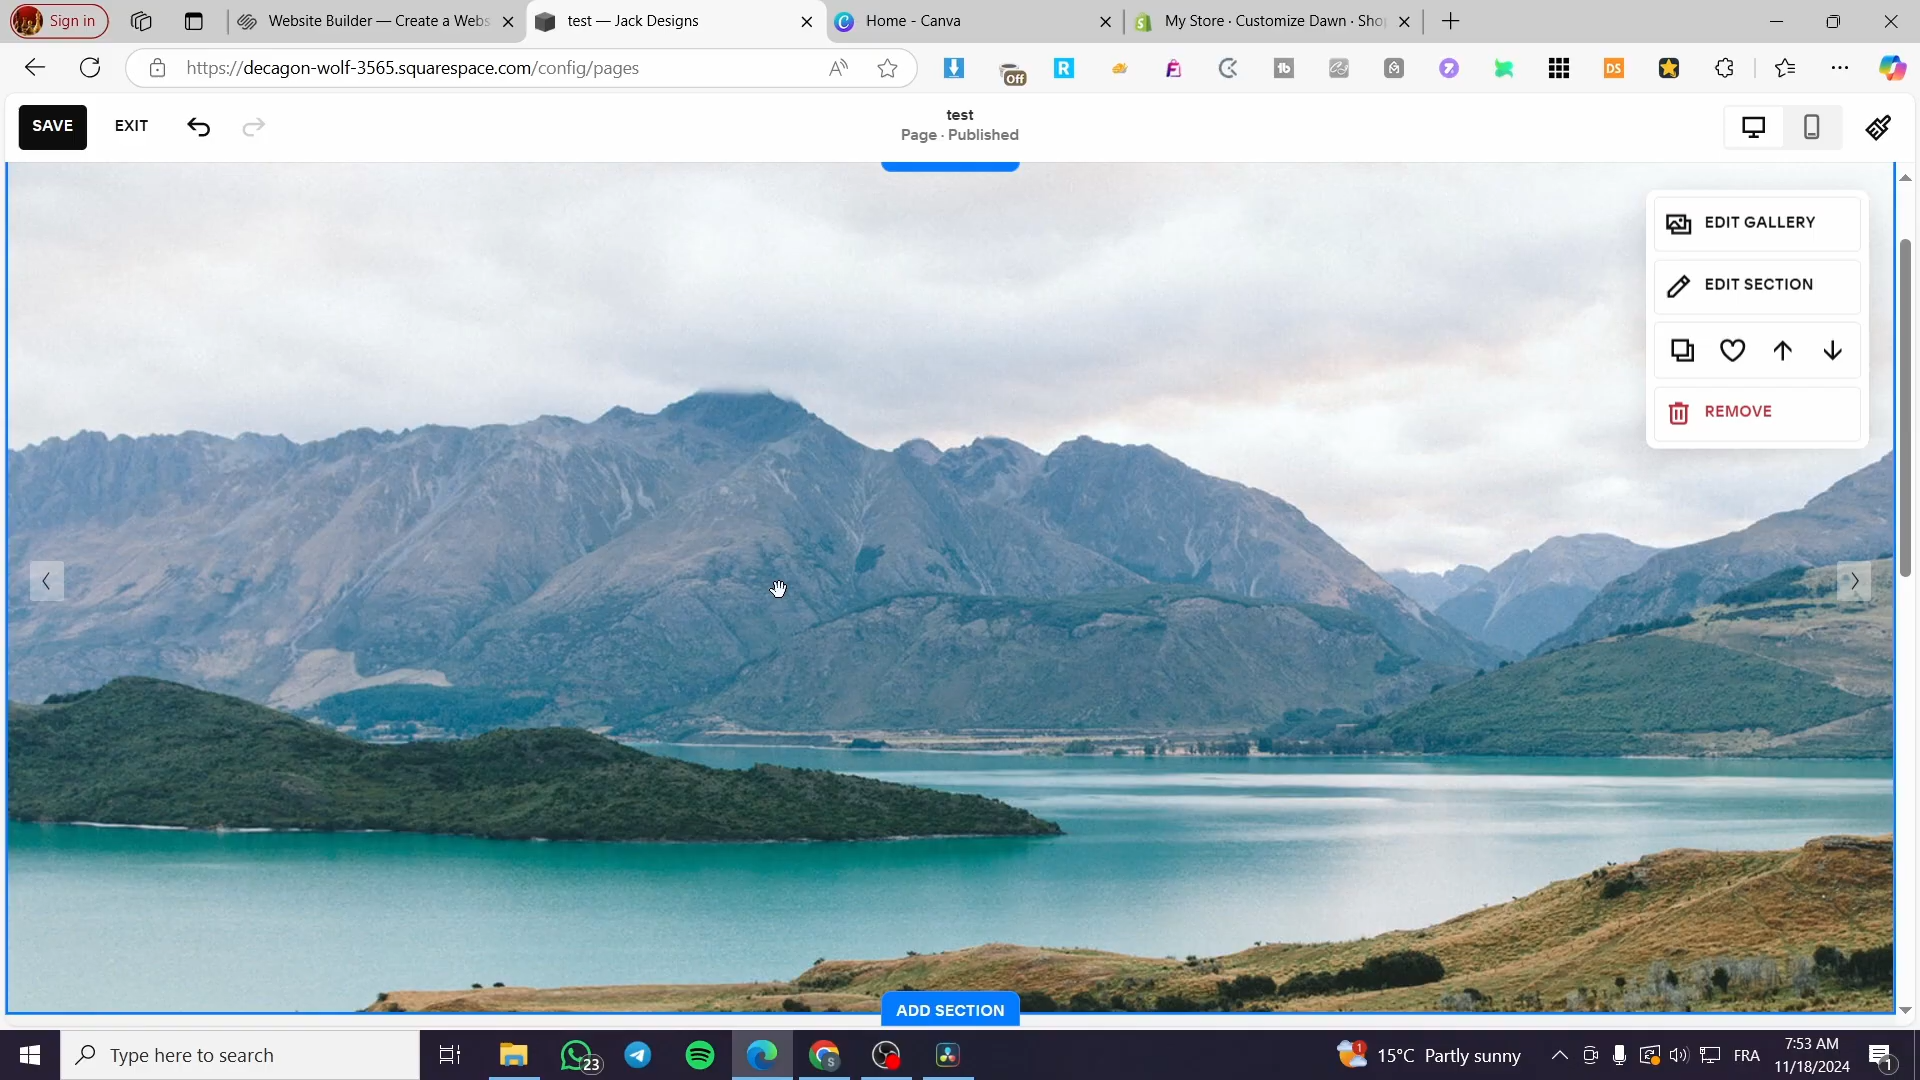 Sign in
Website Builder — Create a Webs
test — Jack Designs
Home - Canva
My Store · Customize Dawn · Sho
https://decagon-wolf-3565.squarespace.com/config/pages
Off
SAVE
EXIT
test
Page · Published
EDIT GALLERY
EDIT SECTION
REMOVE
ADD SECTION
Type here to search
23
15°C Partly sunny
FRA
7:53 AM
11/18/2024
1